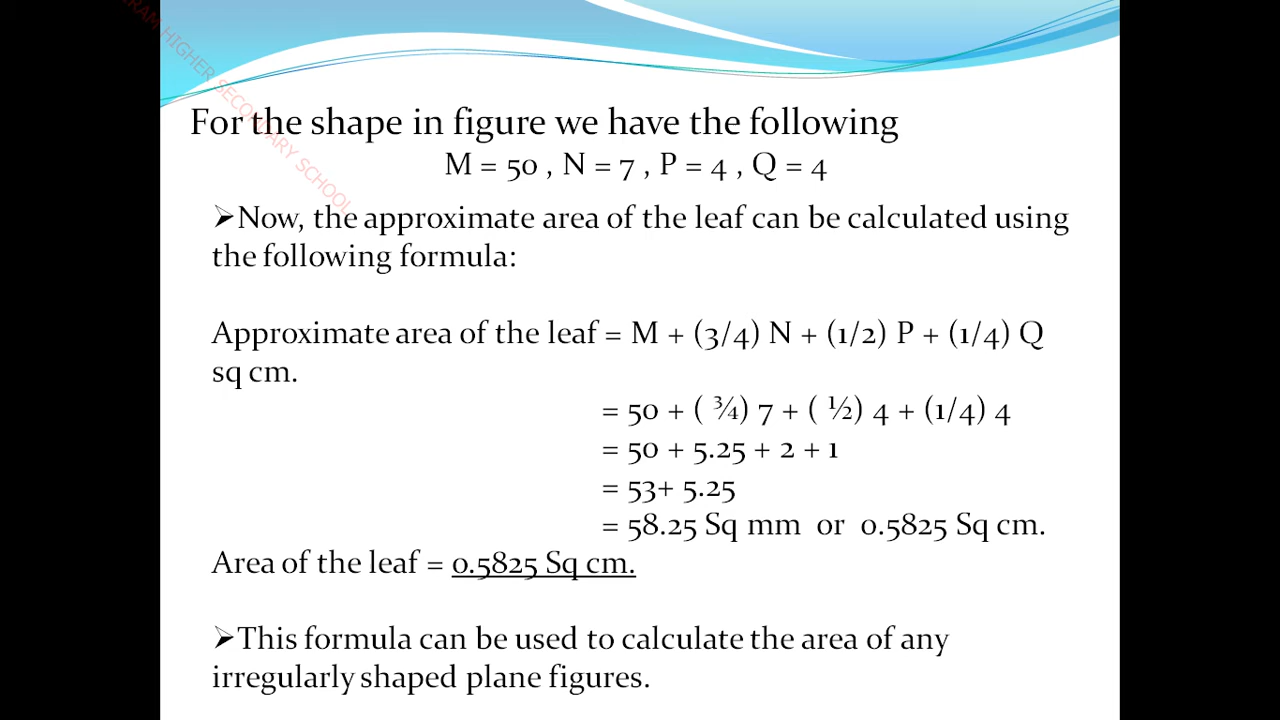 RAM HIGHER SECONDARY SCHOOL
For the shape in figure we have the following
M = 50 , N = 7 , P = 4 , Q = 4
➢Now, the approximate area of the leaf can be calculated using
the following formula:
Approximate area of the leaf = M + (3/4) N + (1/2) P + (1/4) Q
sq cm.
= 50 + ( ¾) 7 + ( ½) 4 + (1/4) 4
= 50 + 5.25 + 2 + 1
= 53+ 5.25
= 58.25 Sq mm or 0.5825 Sq cm.
Area of the leaf = 0.5825 Sq cm.
➢This formula can be used to calculate the area of any
irregularly shaped plane figures.